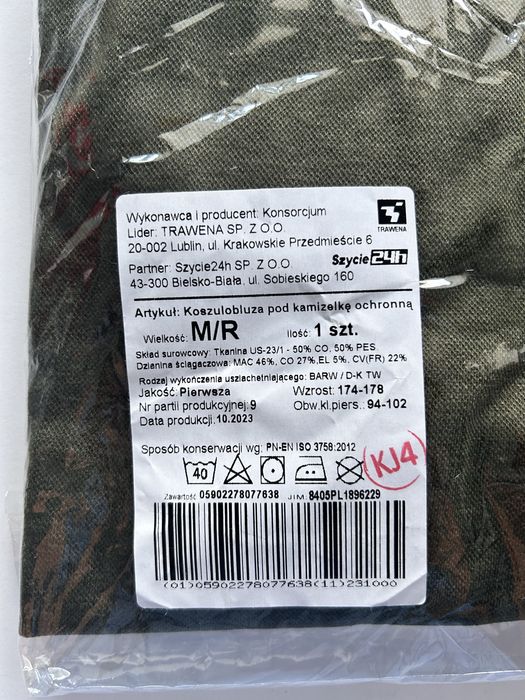 Wykonawca i producent: Konsorcjum
Lider: TRAWENA SP. Z O.O.
20-002 Lublin, ul. Krakowskie Przedmieście 6
TRAWENA
Partner: Szycie24h SP. Z O.O.
Szycie24h
43-300 Bielsko-Biała, ul. Sobieskiego 160
Artykuł: Koszulobluza pod kamizelkę ochronną
Wielkość: M/R Ilość: 1 szt.
Skład surowcowy: Tkanina US-23/1 - 50% CO, 50% PES
Dzianina ściągaczowa: MAC 46%, CO 27%, EL 5%, CV(FR) 22%
Rodzaj wykończenia uszlachetniającego: BARW / D-K TW
Jakość: Pierwsza Wzrost: 174-178
Nr partii produkcyjnej: 9 Obw.kl.piers.: 94-102
Data produkcji: 10.2023
Sposób konserwacji wg: PN-EN ISO 3758:2012
40
KJ4
Zawartość 05902278077638 JIM: 8405PL1896229
(01)05902278077638(11)231000